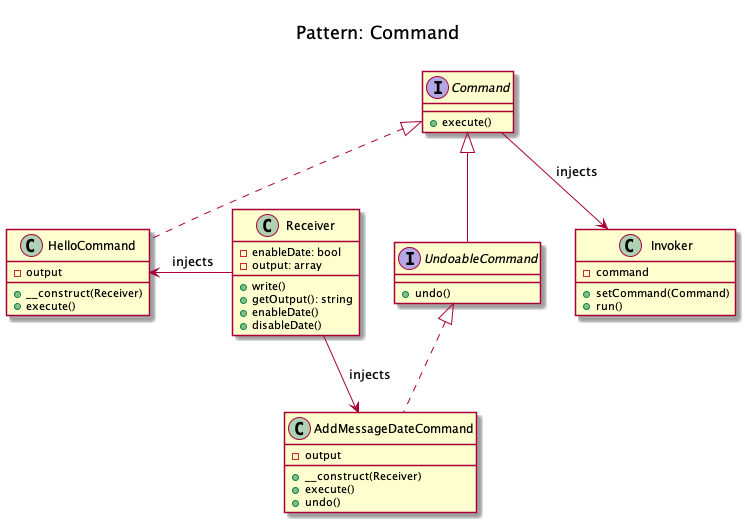 Pattern: Command
I Command
execute()
injects
C HelloCommand
output
__construct(Receiver)
execute()
injects
C Receiver
enableDate: bool
output: array
write()
getOutput(): string
enableDate()
disableDate()
I UndoableCommand
undo()
C Invoker
command
setCommand(Command)
run()
injects
C AddMessageDateCommand
output
__construct(Receiver)
execute()
undo()